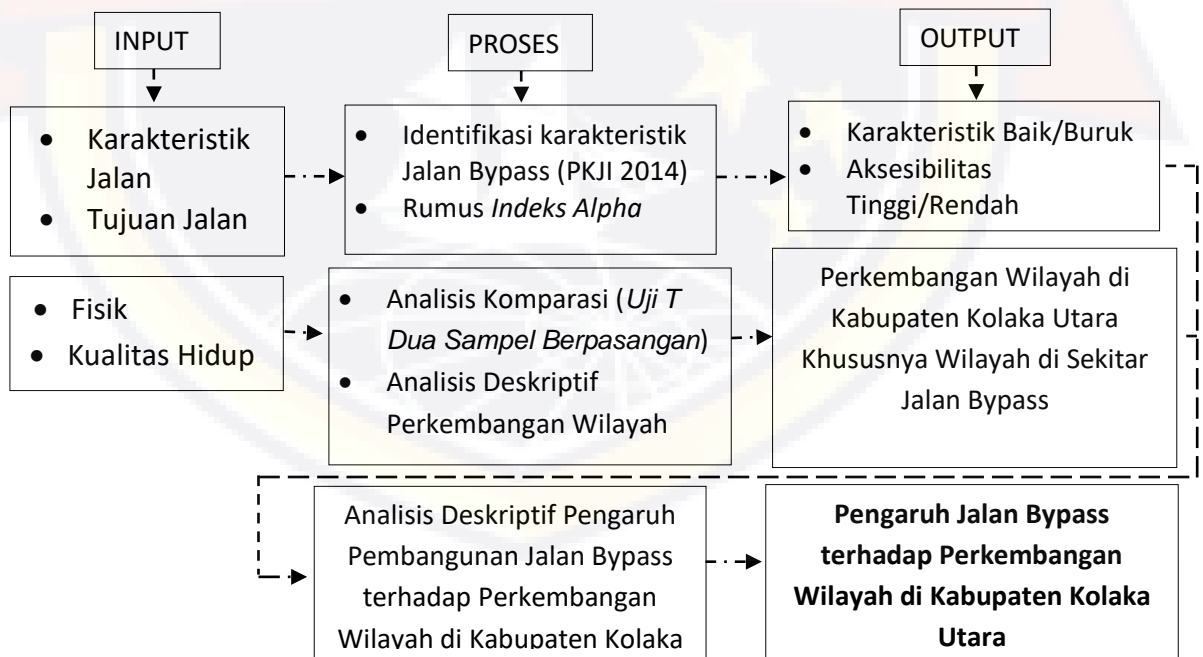 INPUT
PROSES
OUTPUT
• Karakteristik
Jalan
• Tujuan Jalan
• Identifikasi karakteristik
Jalan Bypass (PKJI 2014)
• Rumus Indeks Alpha
• Karakteristik Baik/Buruk
• Aksesibilitas
Tinggi/Rendah
• Fisik
• Kualitas Hidup
• Analisis Komparasi (Uji T
Dua Sampel Berpasangan)
• Analisis Deskriptif
Perkembangan Wilayah
Perkembangan Wilayah di
Kabupaten Kolaka Utara
Khususnya Wilayah di Sekitar
Jalan Bypass
Analisis Deskriptif Pengaruh
Pembangunan Jalan Bypass
terhadap Perkembangan
Wilayah di Kabupaten Kolaka
Pengaruh Jalan Bypass
terhadap Perkembangan
Wilayah di Kabupaten Kolaka
Utara